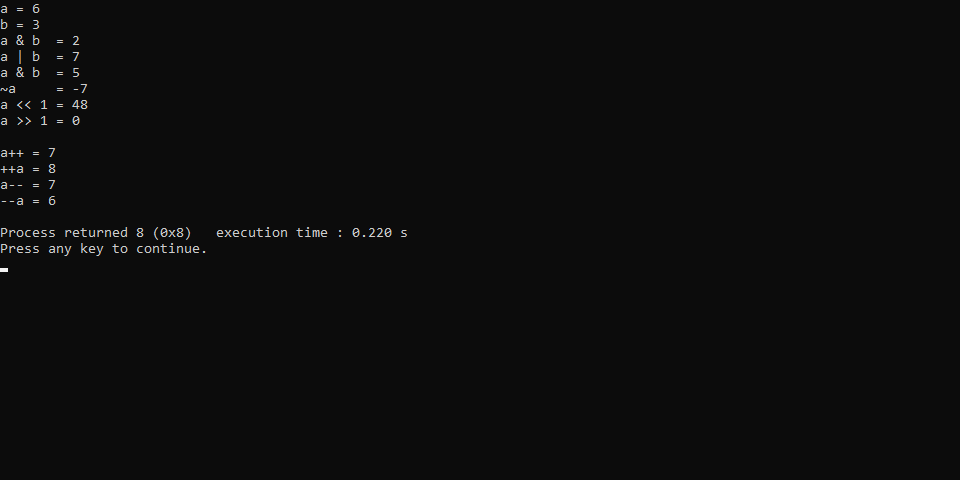 a = 6
b = 3
a & b  = 2
a | b  = 7
a & b  = 5
~a     = -7
a << 1 = 48
a >> 1 = 0

a++ = 7
++a = 8
a-- = 7
--a = 6

Process returned 8 (0x8)   execution time : 0.220 s
Press any key to continue.